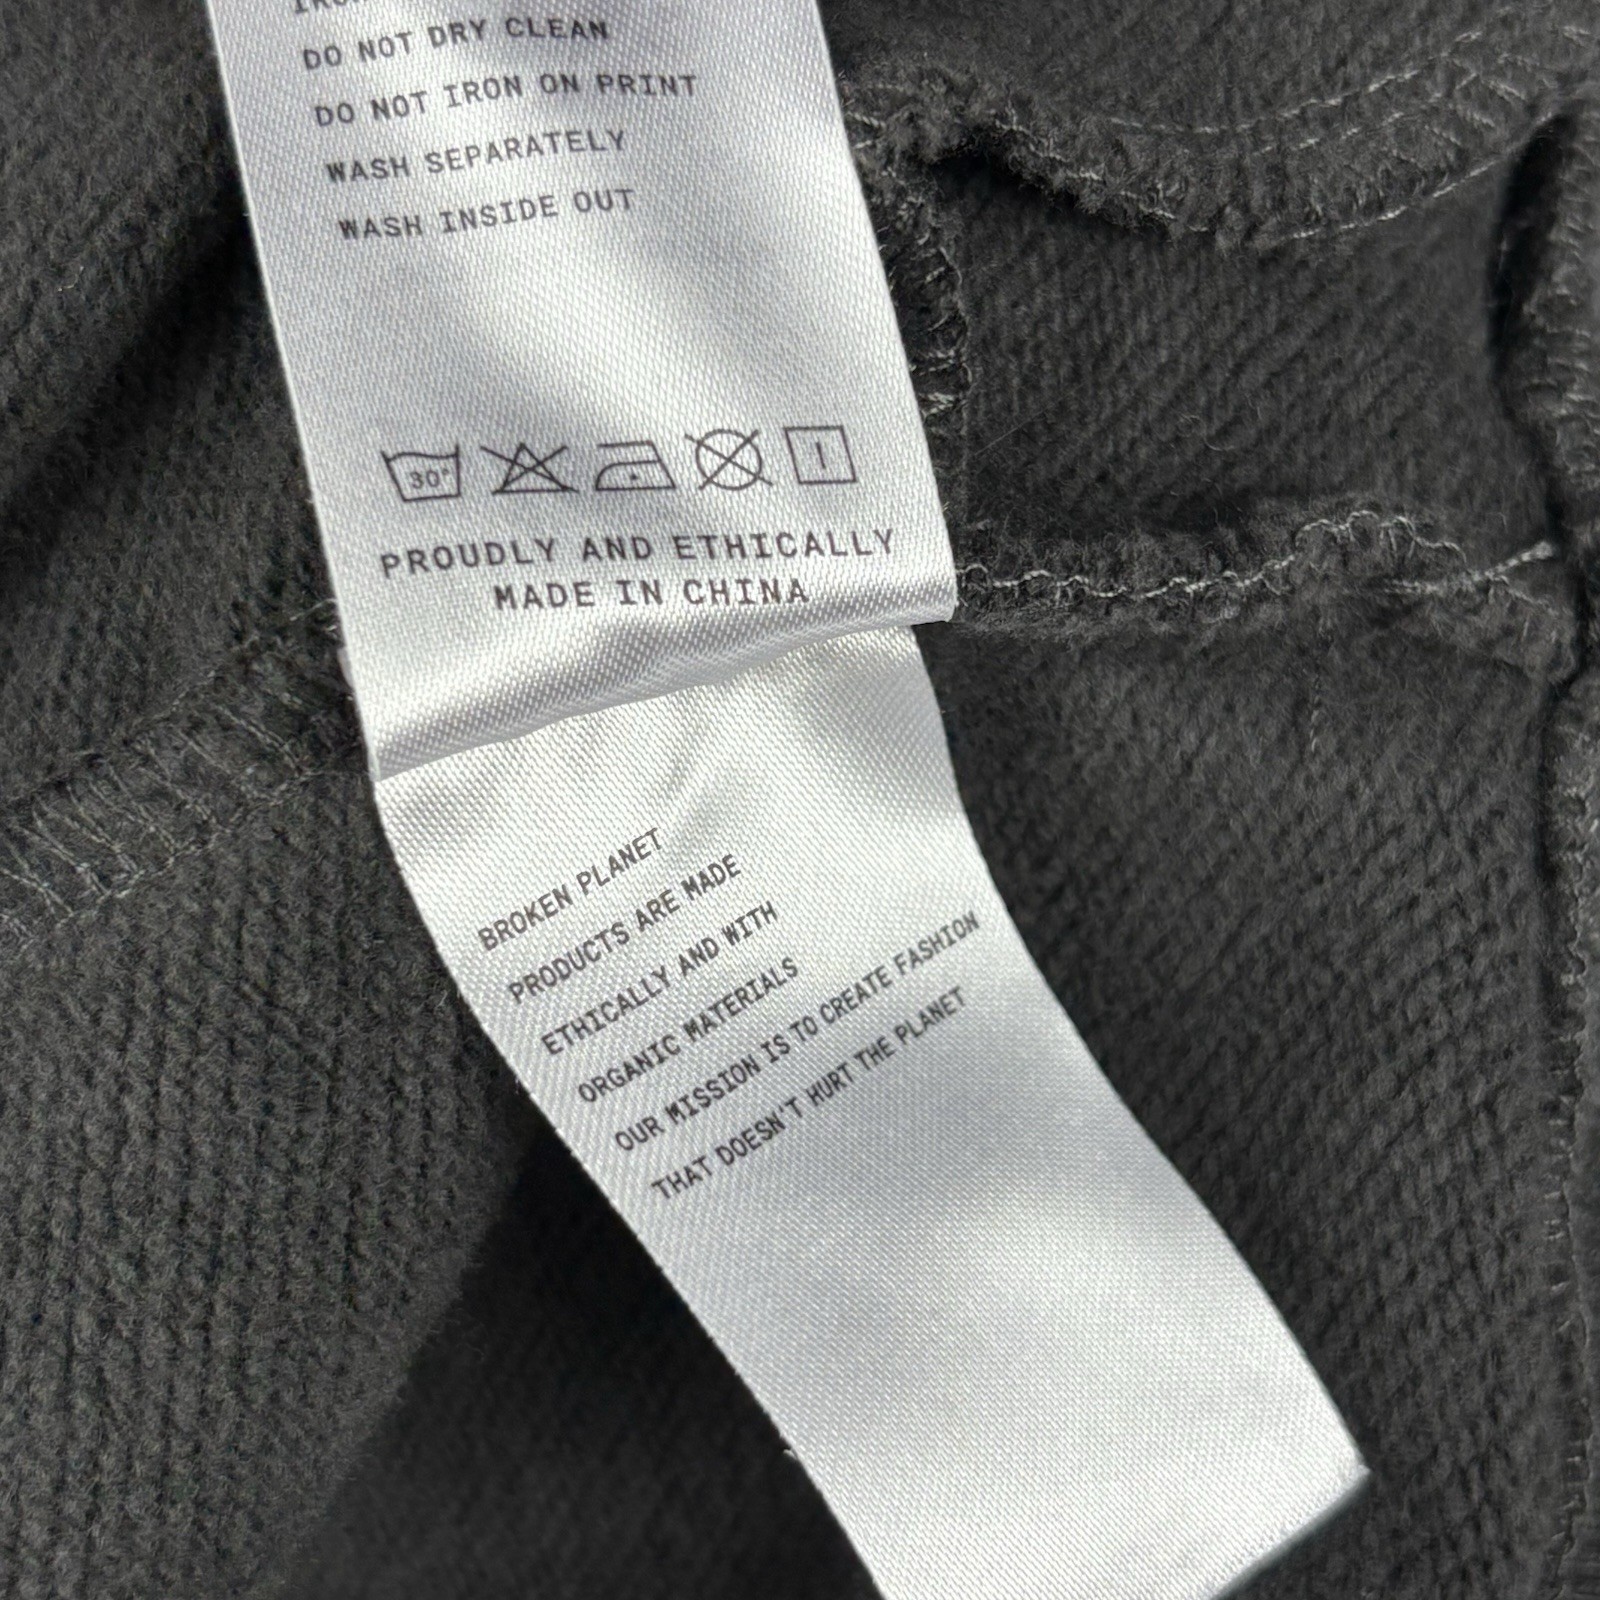 DO NOT DRY CLEAN
DO NOT IRON ON PRINT
WASH SEPARATELY
WASH INSIDE OUT
30°
PROUDLY AND ETHICALLY
MADE IN CHINA
BROKEN PLANET
PRODUCTS ARE MADE
ETHICALLY AND WITH
ORGANIC MATERIALS
OUR MISSION IS TO CREATE FASHION
THAT DOESN'T HURT THE PLANET